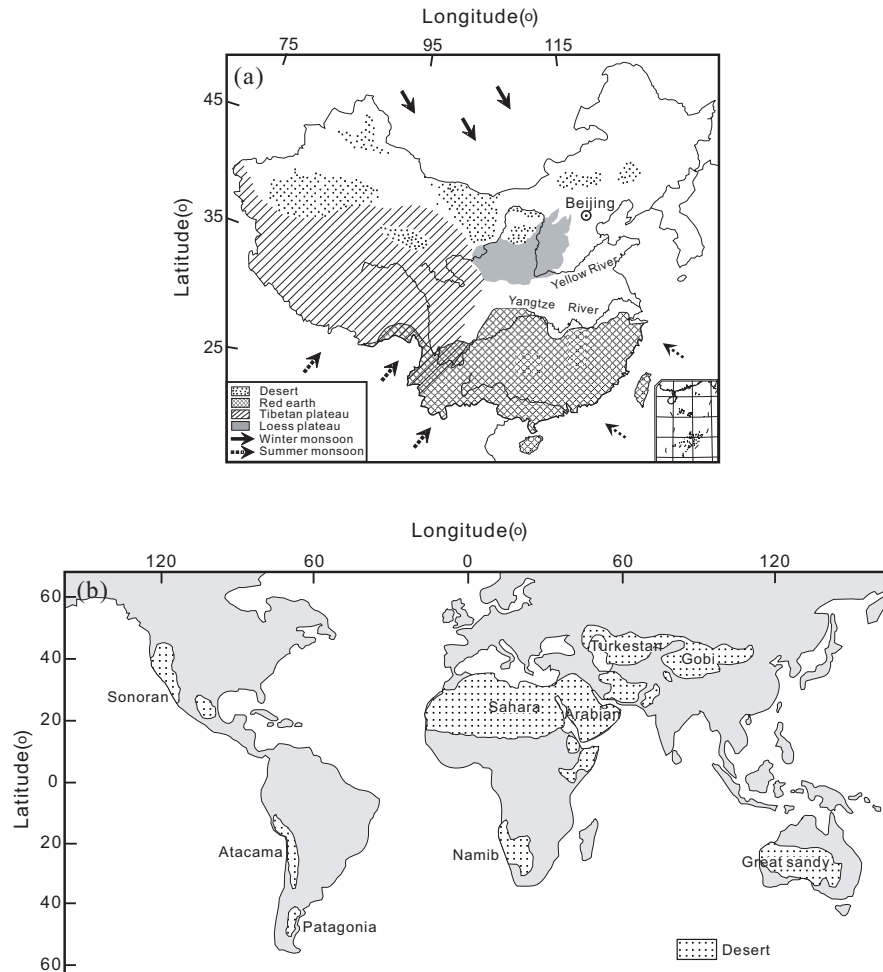 Longitude(o)
75 95 115
(a)
45
35
25
Latitude(o)
Beijing
Yellow River
Yangtze River
Desert
Red earth
Tibetan plateau
Loess plateau
Winter monsoon
Summer monsoon
Longitude(o)
120 60 0 60 120
(b)
60
40
20
0
20
40
60
Latitude(o)
Turkestan
Gobi
Sonoran
Sahara
Arabian
Atacama
Namib
Great sandy
Patagonia
Desert